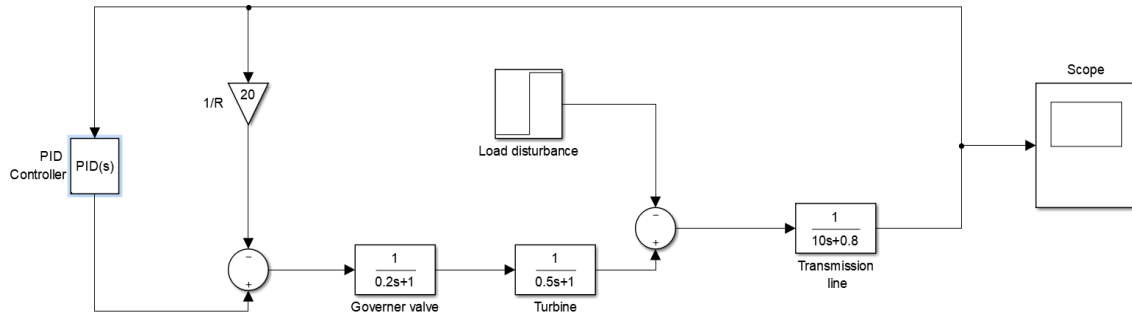 Scope
20
1/R
Load disturbance
PID
Controller
PID(s)
−
+
−
+
1
0.2s+1
Governer valve
1
0.5s+1
Turbine
1
10s+0.8
Transmission
line